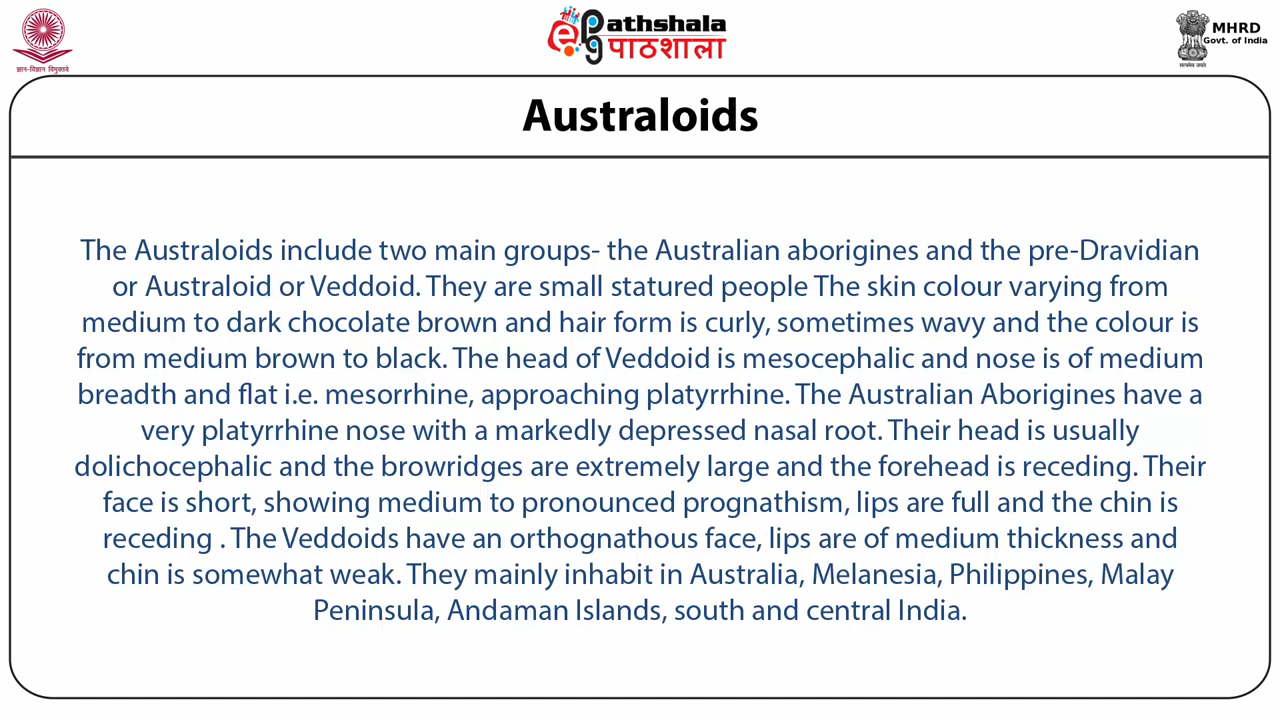 ज्ञान-विज्ञान विमुक्तये
ePathshala
पाठशाला
MHRD
Govt. of India
सत्यमेव जयते
Australoids
The Australoids include two main groups- the Australian aborigines and the pre-Dravidian
or Australoid or Veddoid. They are small statured people The skin colour varying from
medium to dark chocolate brown and hair form is curly, sometimes wavy and the colour is
from medium brown to black. The head of Veddoid is mesocephalic and nose is of medium
breadth and flat i.e. mesorrhine, approaching platyrrhine. The Australian Aborigines have a
very platyrrhine nose with a markedly depressed nasal root. Their head is usually
dolichocephalic and the browridges are extremely large and the forehead is receding. Their
face is short, showing medium to pronounced prognathism, lips are full and the chin is
receding . The Veddoids have an orthognathous face, lips are of medium thickness and
chin is somewhat weak. They mainly inhabit in Australia, Melanesia, Philippines, Malay
Peninsula, Andaman Islands, south and central India.